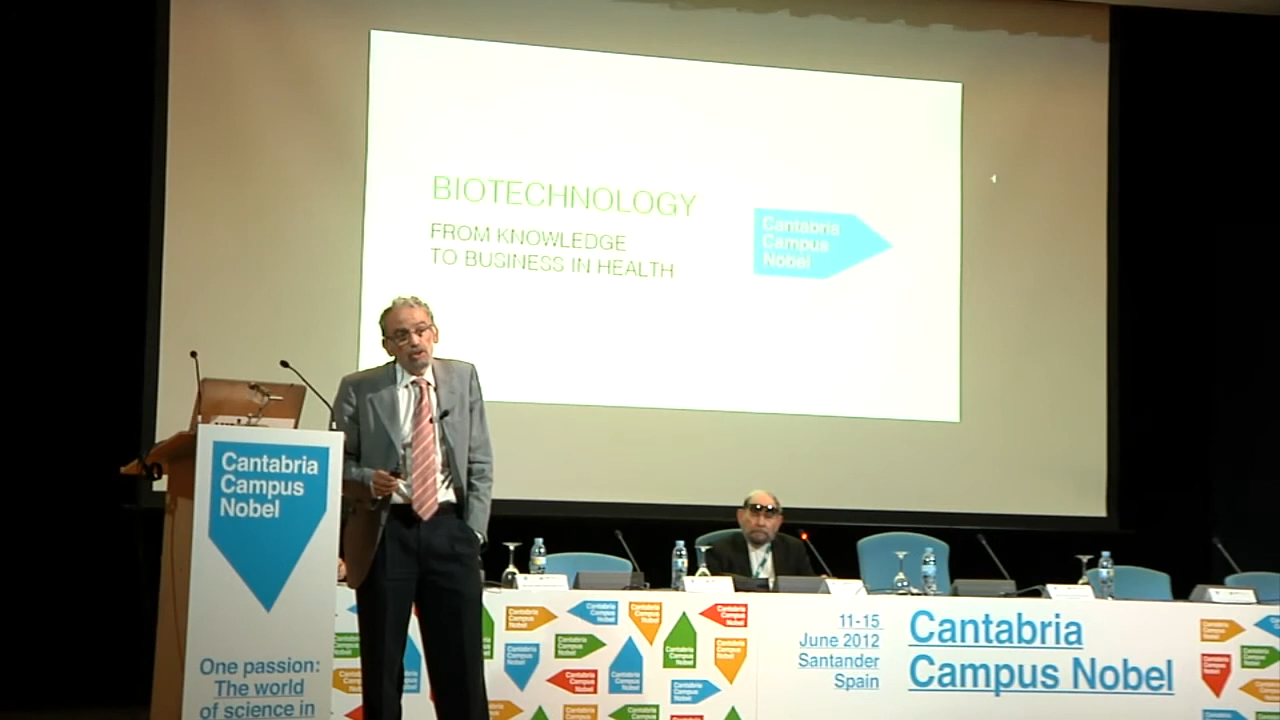 BIOTECHNOLOGY
FROM KNOWLEDGE
TO BUSINESS IN HEALTH
Cantabria
Campus
Nobel
Cantabria
Campus
Nobel
One passion:
The world
of science in
11-15
June 2012
Santander
Spain
Cantabria
Campus Nobel